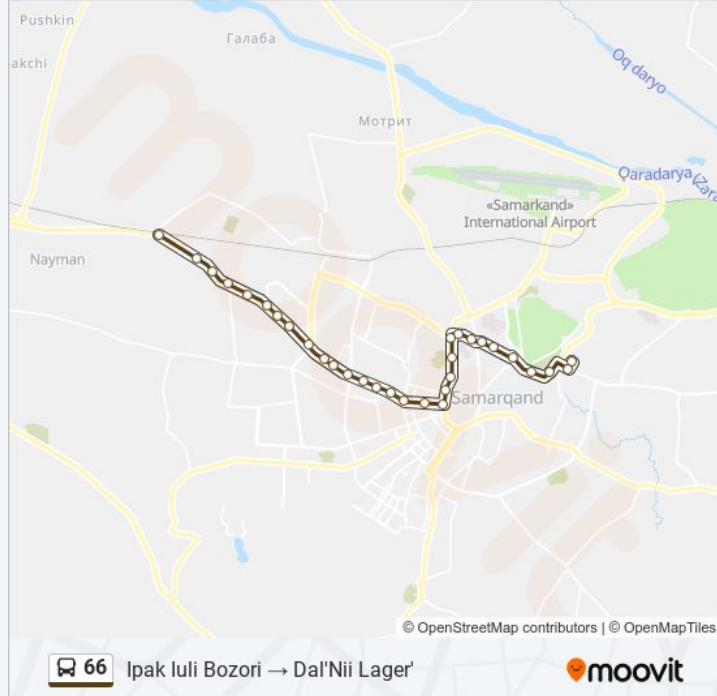 Pushkin
Галаба
akchi
Oq daryo
Мотрит
Qaradarya (Zara
«Samarkand»
International Airport
Nayman
Samarqand
© OpenStreetMap contributors | © OpenMapTiles
66 Ipak Iuli Bozori → Dal'Nii Lager'
moovit